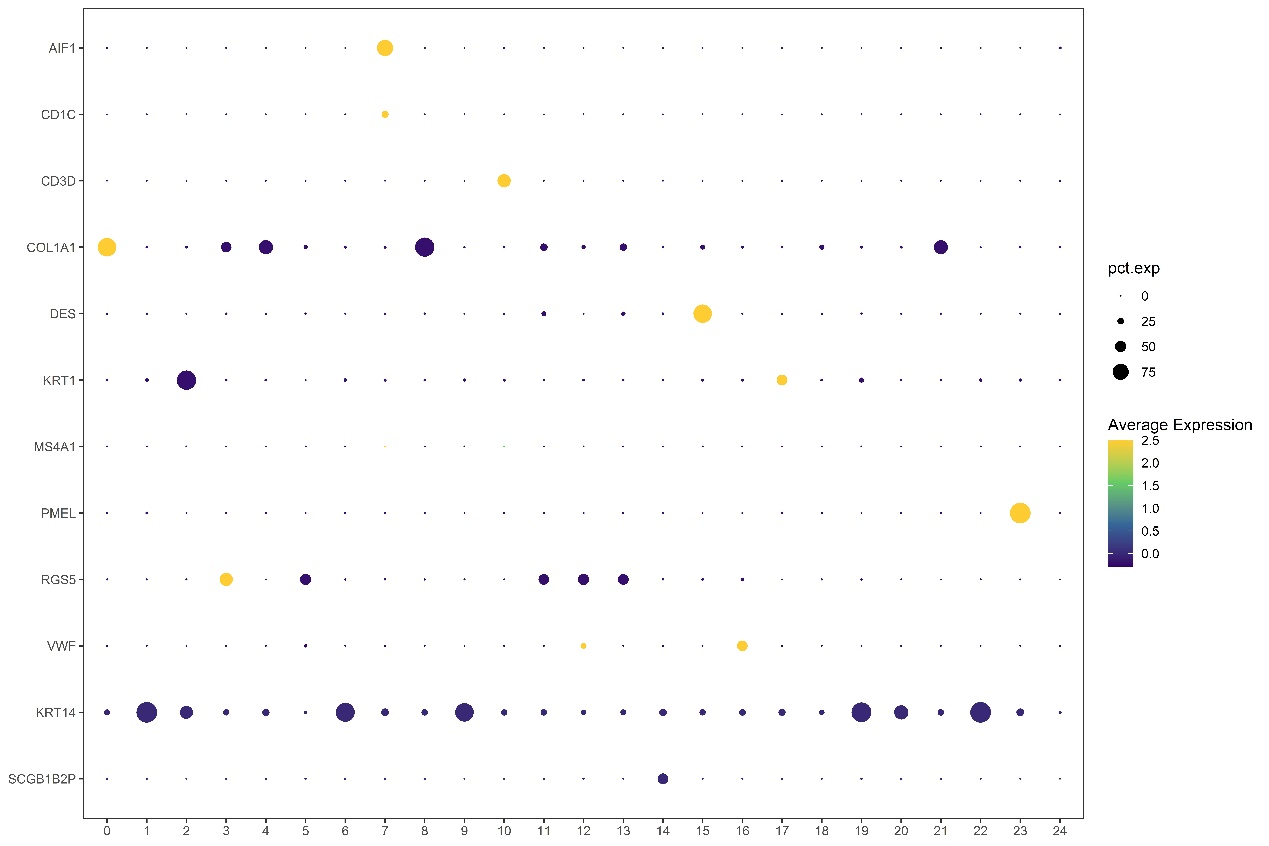 AIF1
CD1C
CD3D
COL1A1
DES
KRT1
MS4A1
PMEL
RGS5
VWF
KRT14
SCGB1B2P
0 1 2 3 4 5 6 7 8 9 10 11 12 13 14 15 16 17 18 19 20 21 22 23 24
pct.exp
0
25
50
75
Average Expression
2.5
2.0
1.5
1.0
0.5
0.0